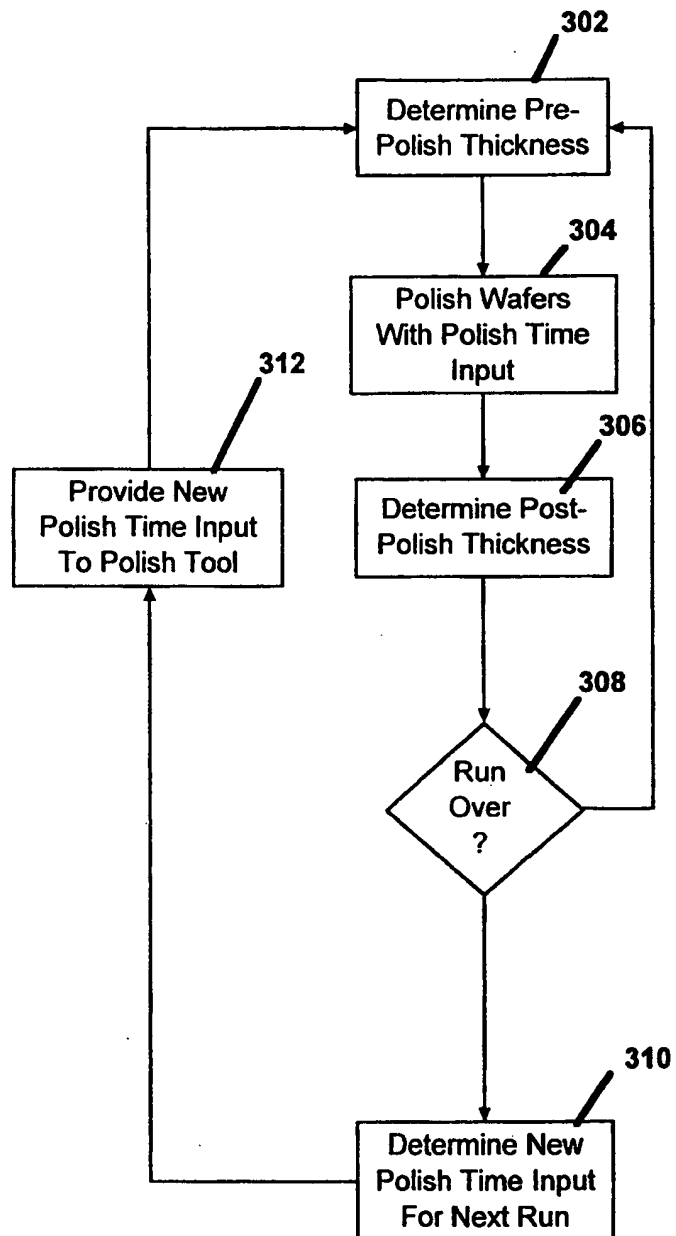 302
Determine Pre-
Polish Thickness
304
Polish Wafers
With Polish Time
Input
312
306
Provide New
Polish Time Input
To Polish Tool
Determine Post-
Polish Thickness
308
Run
Over
?
310
Determine New
Polish Time Input
For Next Run